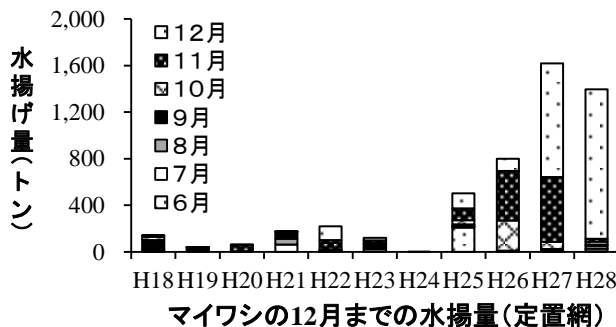 水揚げ量(トン)
2,000
1,600
1,200
800
400
0
12月
11月
10月
9月
8月
7月
6月
H18 H19 H20 H21 H22 H23 H24 H25 H26 H27 H28
マイワシの12月までの水揚量(定置網)